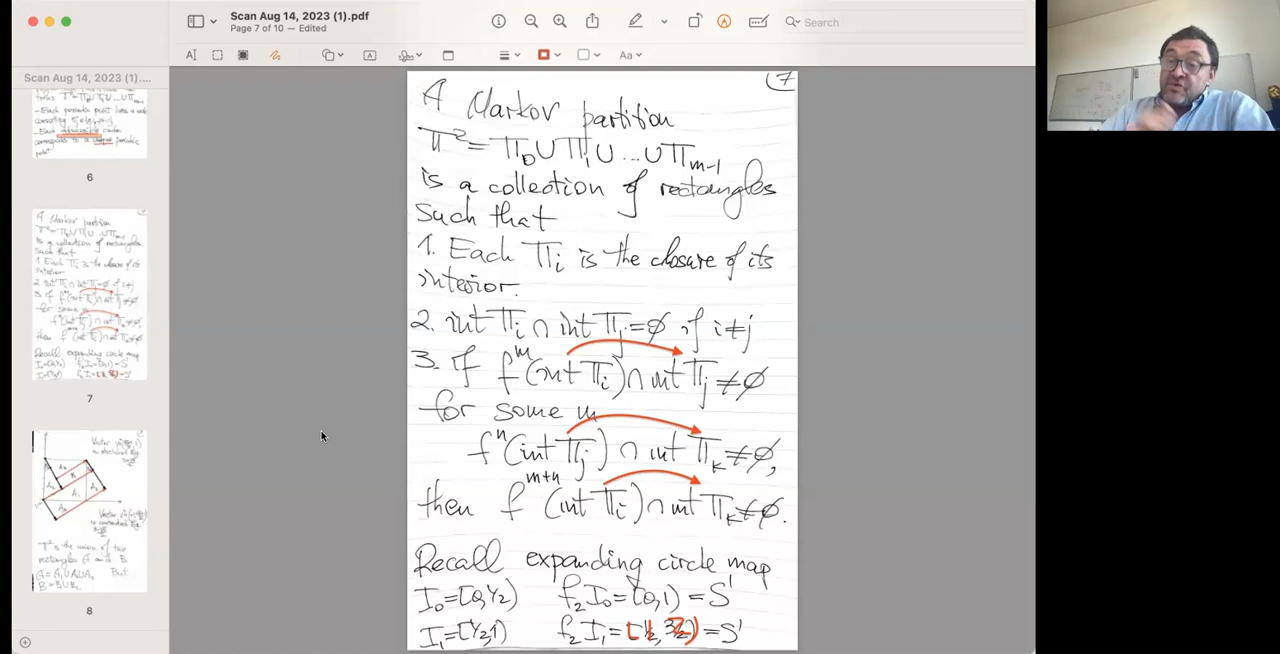 Scan Aug 14, 2023 (1).pdf
Page 7 of 10 — Edited
Search
Scan Aug 14, 2023 (1)....
6
7
8
7
A Markov partition
𝕋² = Π₀ ∪ Π₁ ∪ ... ∪ Πₘ₋₁
is a collection of rectangles
such that
1. Each Πᵢ is the closure of its
interior.
2. int Πᵢ ∩ int Πⱼ = ∅ if i ≠ j
3. If fᵐ(int Πᵢ) ∩ int Πⱼ ≠ ∅
for some m
fⁿ(int Πⱼ) ∩ int Πₖ ≠ ∅,
then fᵐ⁺ⁿ(int Πᵢ) ∩ int Πₖ ≠ ∅.
Recall expanding circle map
I₀ = [0, ½) f₂ I₀ = [0, 1) = S¹
I₁ = [½, 1) f₂ I₁ = [1, 2) = S¹